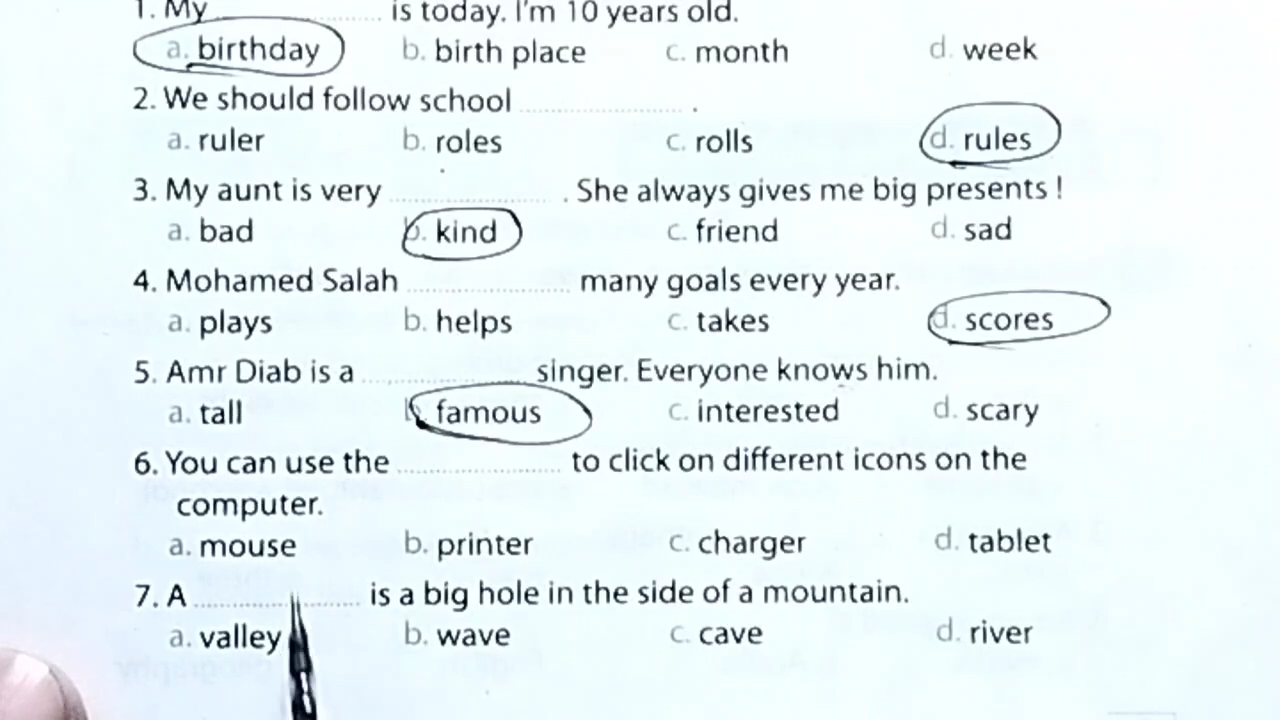 1. My .......... is today. I'm 10 years old.
a. birthday b. birth place c. month d. week
2. We should follow school .......... .
a. ruler b. roles c. rolls d. rules
3. My aunt is very .......... . She always gives me big presents !
a. bad b. kind c. friend d. sad
4. Mohamed Salah .......... many goals every year.
a. plays b. helps c. takes d. scores
5. Amr Diab is a .......... singer. Everyone knows him.
a. tall b. famous c. interested d. scary
6. You can use the .......... to click on different icons on the
computer.
a. mouse b. printer c. charger d. tablet
7. A .......... is a big hole in the side of a mountain.
a. valley b. wave c. cave d. river